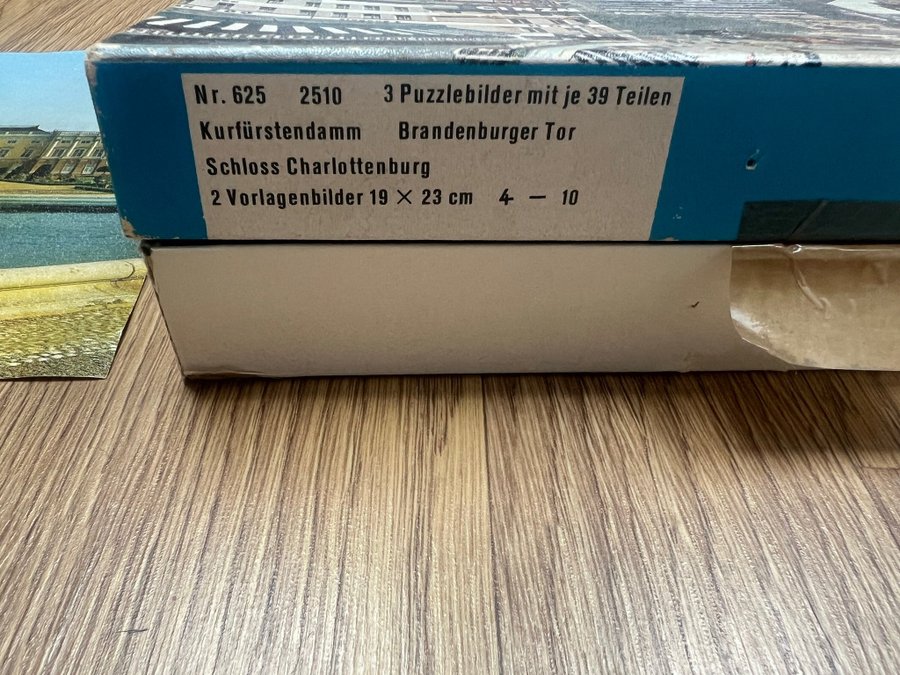 Nr. 625 2510 3 Puzzlebilder mit je 39 Teilen
Kurfürstendamm Brandenburger Tor
Schloss Charlottenburg
2 Vorlagenbilder 19 × 23 cm 4 – 10